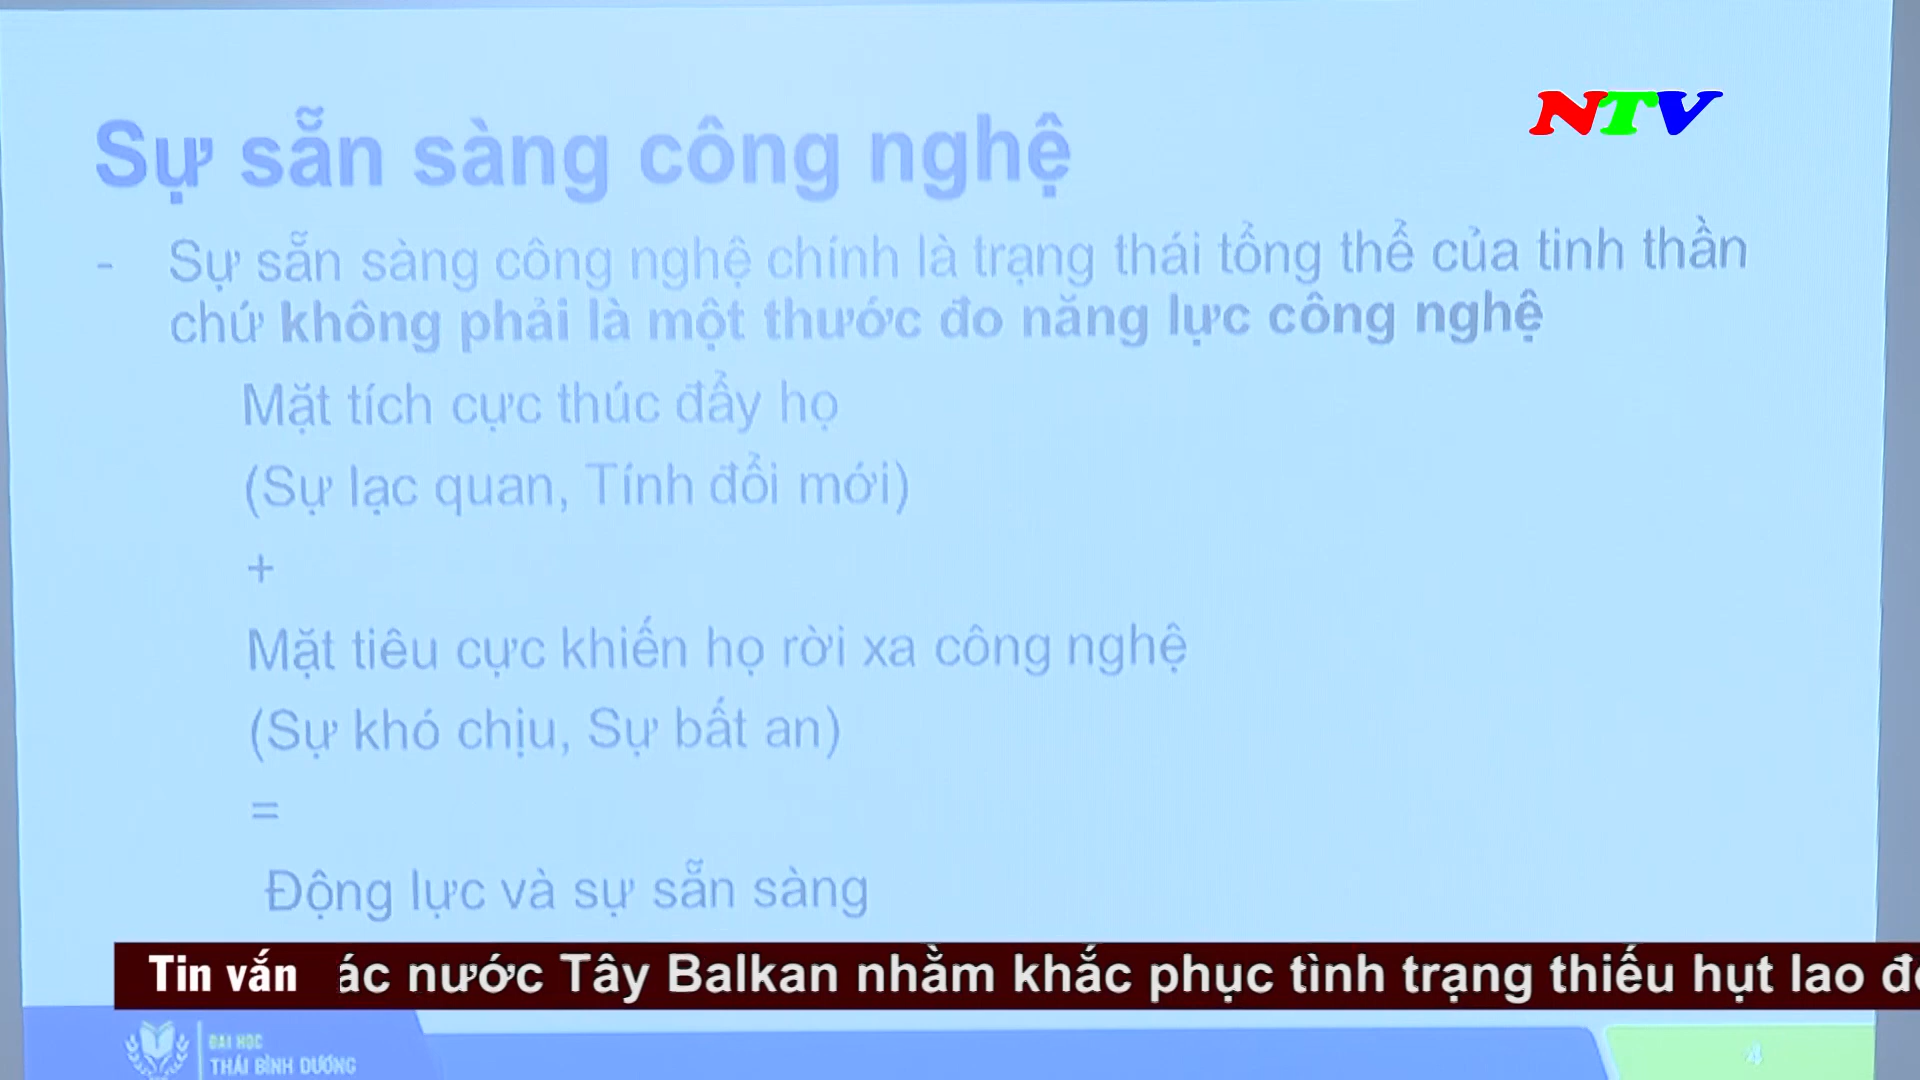 NTV
Sự sẵn sàng công nghệ
- Sự sẵn sàng công nghệ chính là trạng thái tổng thể của tinh thần
chứ không phải là một thước đo năng lực công nghệ
Mặt tích cực thúc đẩy họ
(Sự lạc quan, Tính đổi mới)
+
Mặt tiêu cực khiến họ rời xa công nghệ
(Sự khó chịu, Sự bất an)
=
Động lực và sự sẵn sàng
Tin vắn ác nước Tây Balkan nhằm khắc phục tình trạng thiếu hụt lao
ĐẠI HỌC
THÁI BÌNH DƯƠNG
4